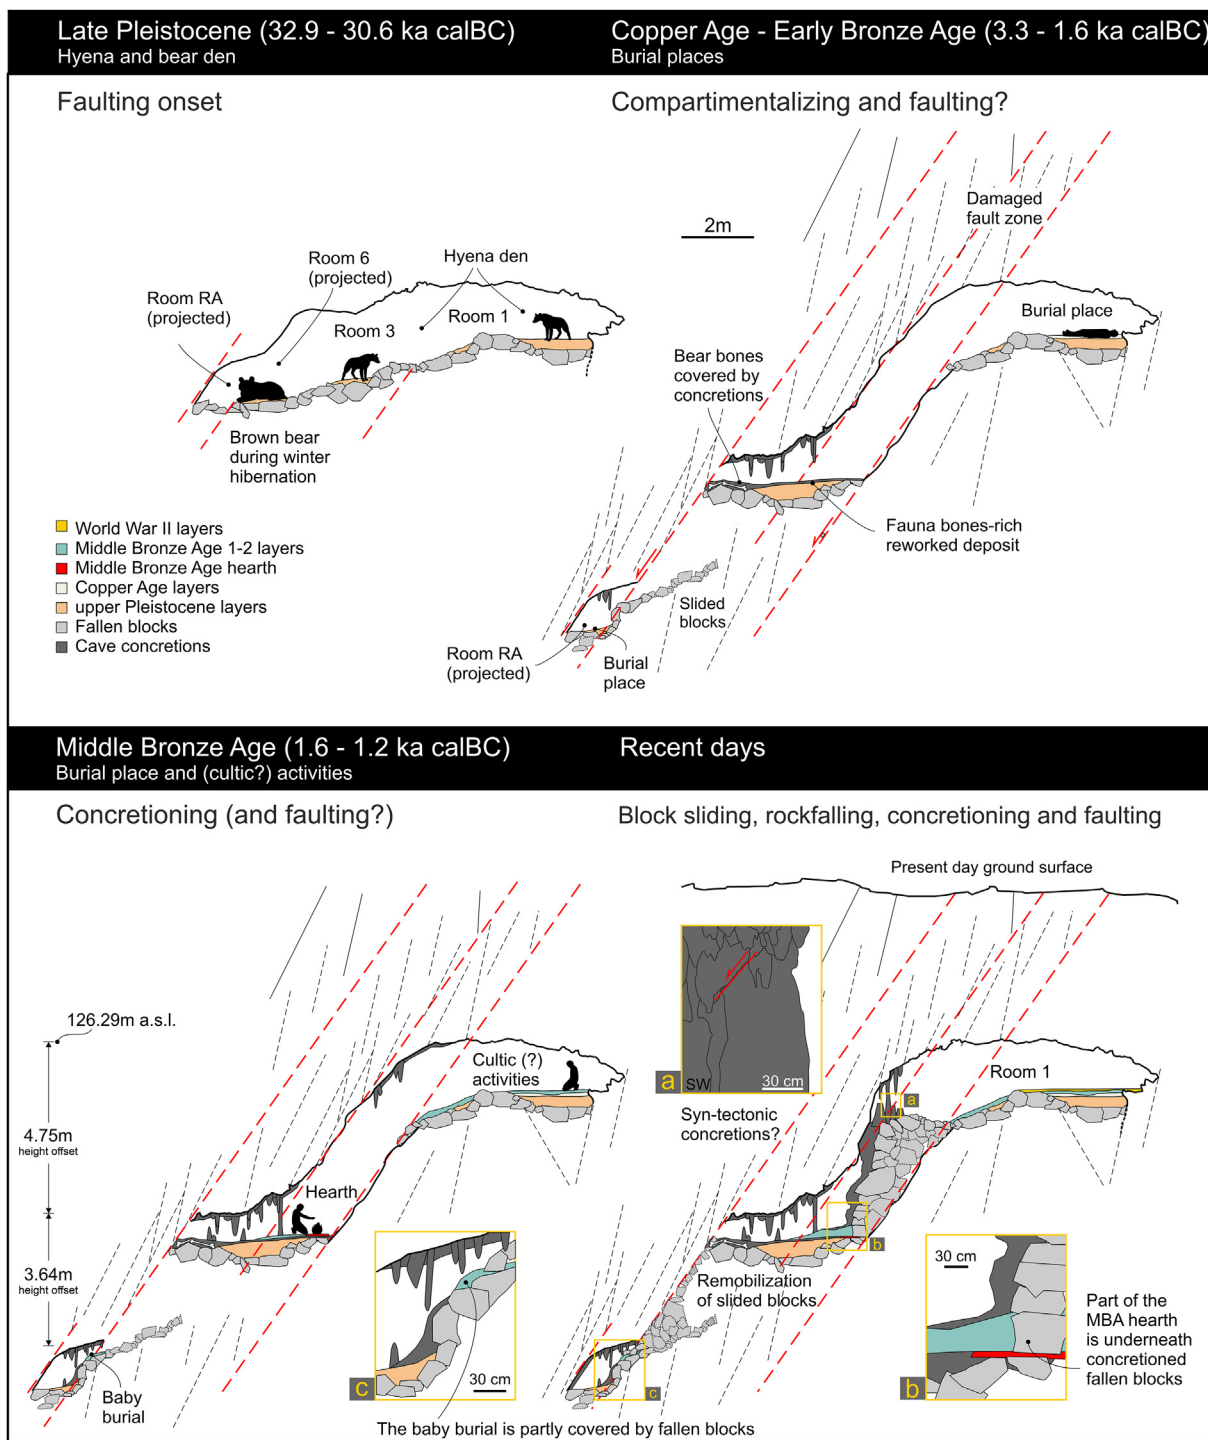 Late Pleistocene (32.9 - 30.6 ka calBC)
Hyena and bear den
Copper Age - Early Bronze Age (3.3 - 1.6 ka calBC)
Burial places
Faulting onset
Room 6
(projected)
Hyena den
Room RA
(projected)
Room 3
Room 1
Brown bear
during winter
hibernation
World War II layers
Middle Bronze Age 1-2 layers
Middle Bronze Age hearth
Copper Age layers
upper Pleistocene layers
Fallen blocks
Cave concretions
Compartimentalizing and faulting?
2m
Damaged
fault zone
Burial place
Bear bones
covered by
concretions
Fauna bones-rich
reworked deposit
Slided
blocks
Room RA
(projected)
Burial
place
Middle Bronze Age (1.6 - 1.2 ka calBC)
Burial place and (cultic?) activities
Recent days
Concretioning (and faulting?)
126.29m a.s.l.
Cultic (?)
activities
4.75m
height offset
Hearth
3.64m
height offset
Baby
burial
c
30 cm
The baby burial is partly covered by fallen blocks
Block sliding, rockfalling, concretioning and faulting
Present day ground surface
a
SW
30 cm
Room 1
a
Syn-tectonic
concretions?
b
Remobilization
of slided blocks
c
30 cm
b
Part of the
MBA hearth
is underneath
concretioned
fallen blocks